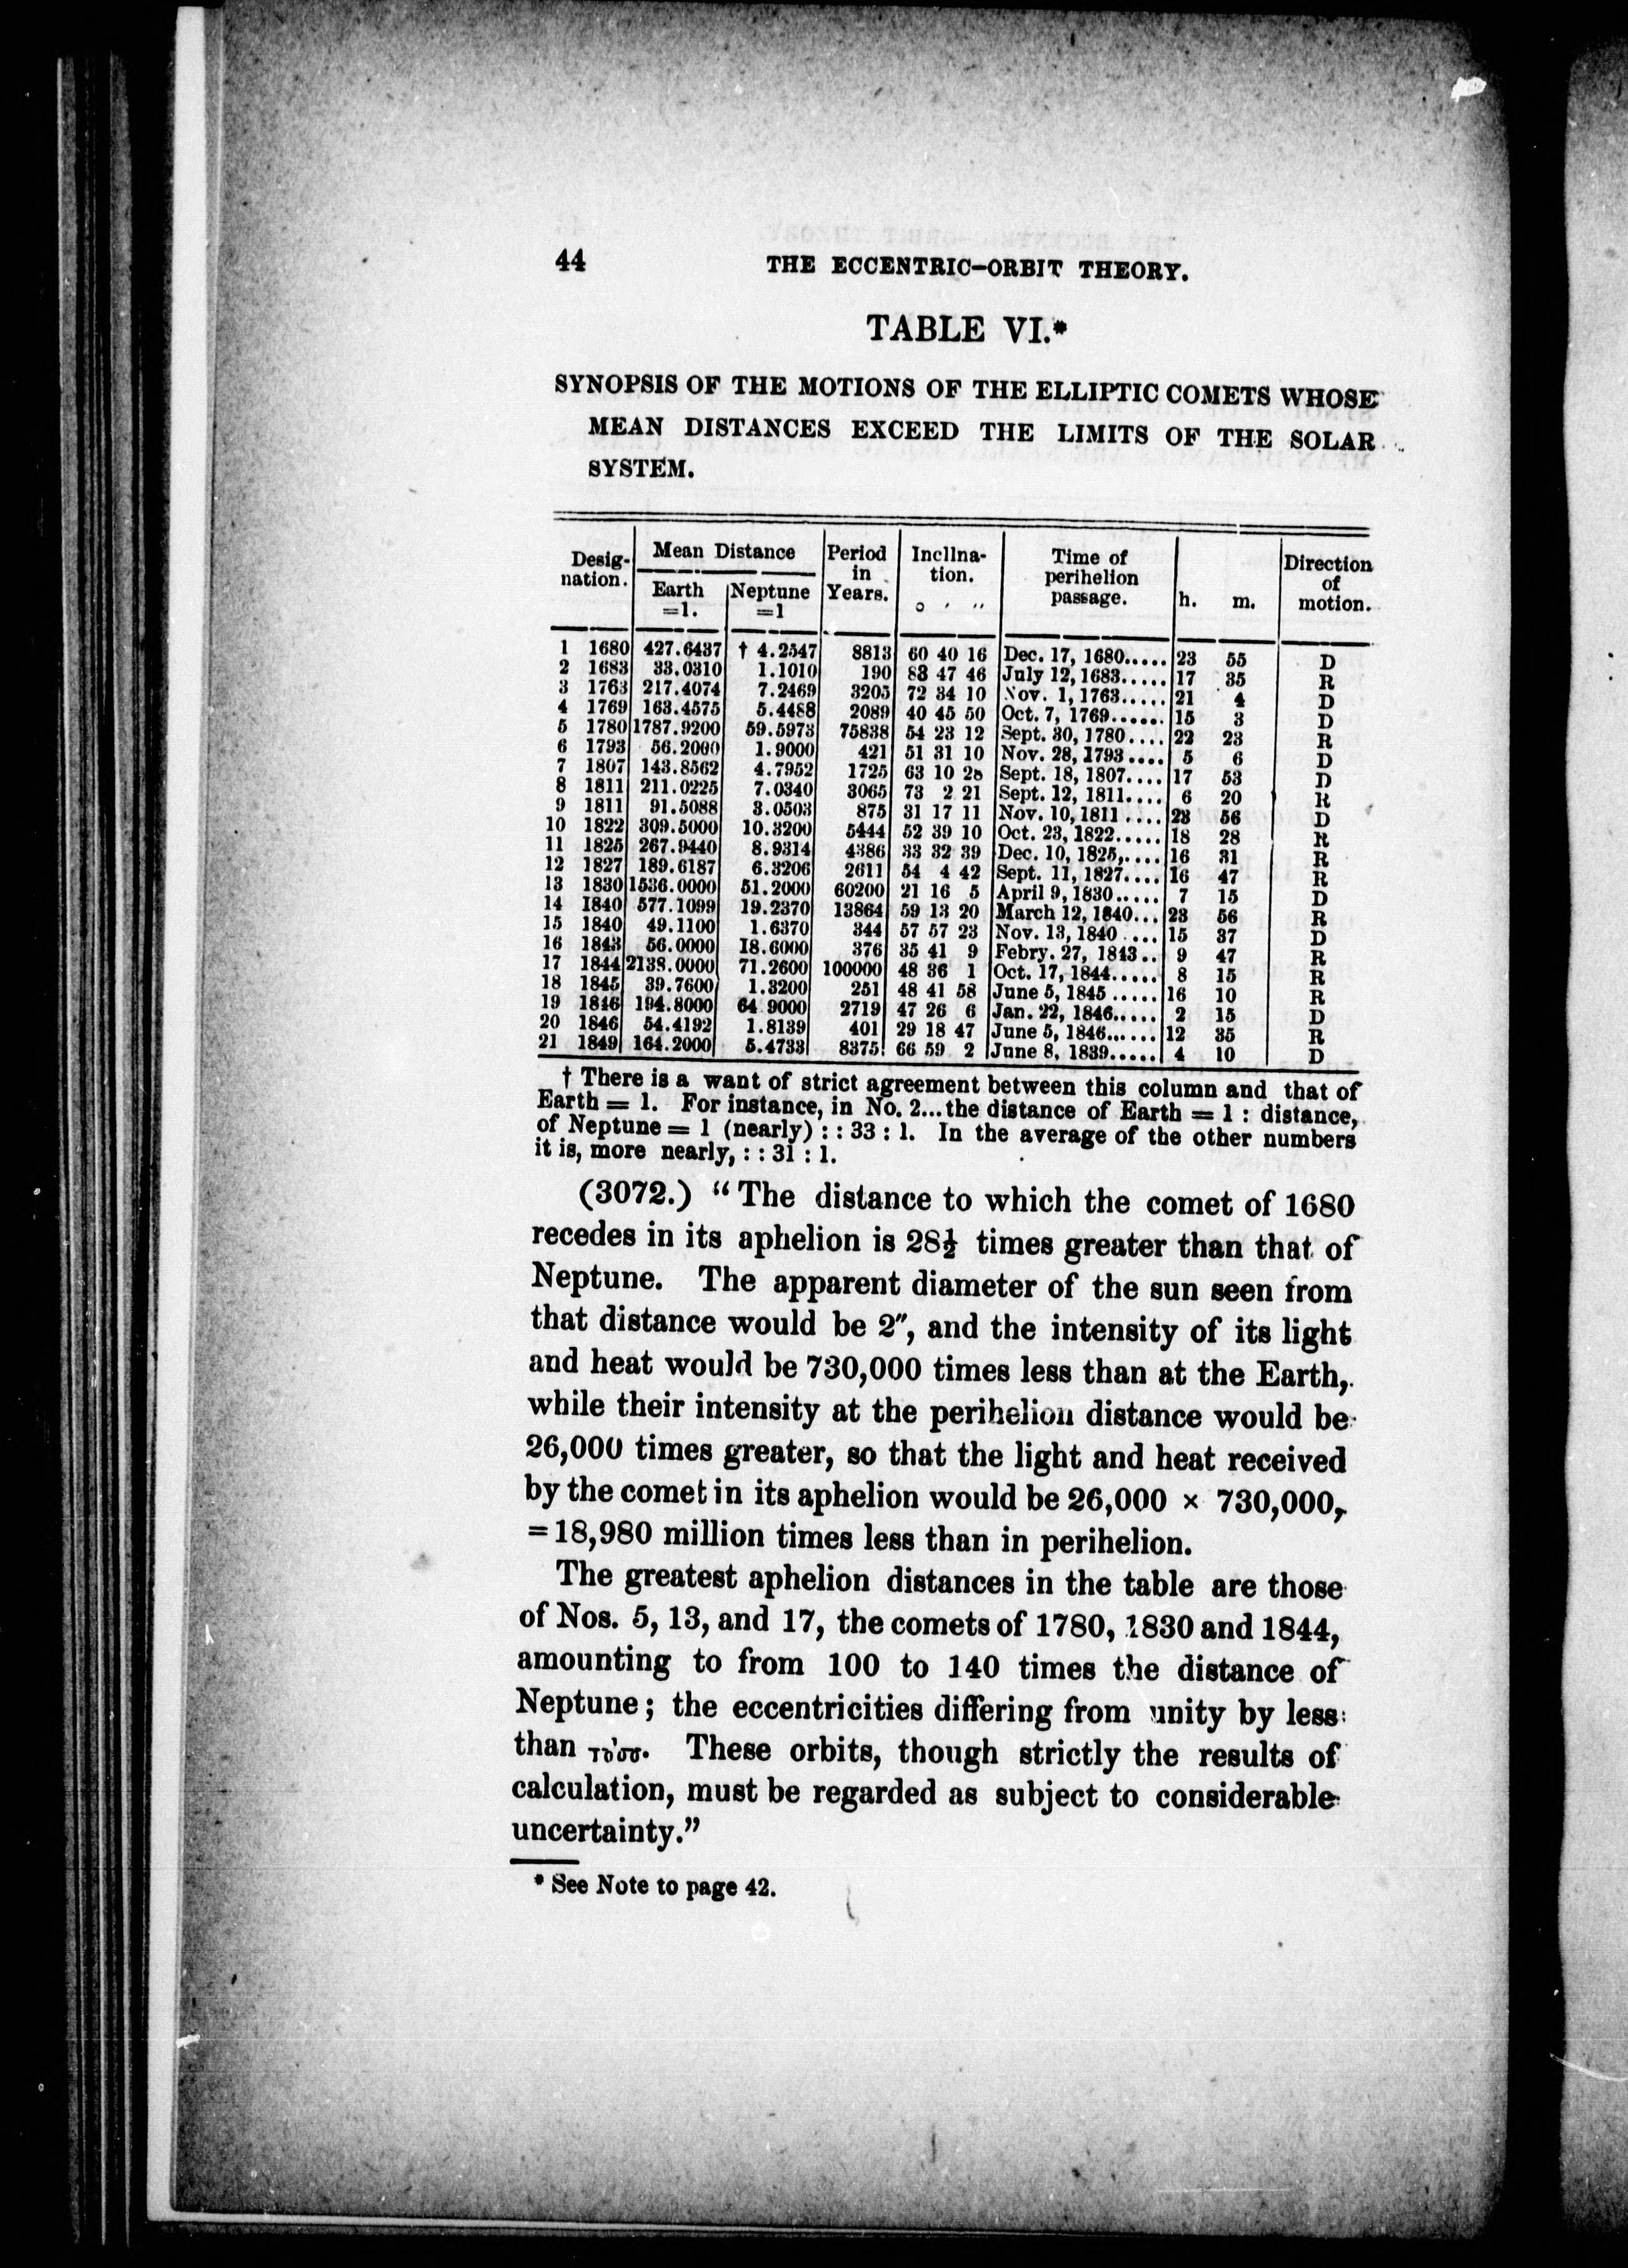 44 THE ECCENTRIC-ORBIT THEORY.
TABLE VI.*
SYNOPSIS OF THE MOTIONS OF THE ELLIPTIC COMETS WHOSE
MEAN DISTANCES EXCEED THE LIMITS OF THE SOLAR
SYSTEM.
Desig- Mean Distance Period Inclina- Time of Direction
nation. Earth Neptune in tion. perihelion of
=1. =1 Years. ° ′ ″ passage. h. m. motion.
1 1680 427.6437 † 4.2547 8813 60 40 16 Dec. 17, 1680..... 23 55 D
2 1683 33.0310 1.1010 190 83 47 46 July 12, 1683..... 17 35 R
3 1763 217.4074 7.2469 3205 72 34 10 Nov. 1, 1763..... 21 4 D
4 1769 163.4575 5.4488 2089 40 45 50 Oct. 7, 1769...... 15 3 D
5 1780 1787.9200 59.5973 75838 54 23 12 Sept. 30, 1780.... 22 23 R
6 1793 56.2000 1.9000 421 51 31 10 Nov. 28, 1793.... 5 6 D
7 1807 143.8562 4.7952 1725 63 10 28 Sept. 18, 1807.... 17 53 D
8 1811 211.0225 7.0340 3065 73 2 21 Sept. 12, 1811.... 6 20 R
9 1811 91.5088 3.0503 875 31 17 11 Nov. 10, 1811.... 23 56 D
10 1822 309.5000 10.3200 5444 52 39 10 Oct. 23, 1822..... 18 28 R
11 1825 267.9440 8.9314 4386 33 32 39 Dec. 10, 1825,.... 16 31 R
12 1827 189.6187 6.3206 2611 54 4 42 Sept. 11, 1827.... 16 47 R
13 1830 1536.0000 51.2000 60200 21 16 5 April 9, 1830..... 7 15 D
14 1840 577.1099 19.2370 13864 59 13 20 March 12, 1840... 23 56 R
15 1840 49.1100 1.6370 344 57 57 23 Nov. 13, 1840.... 15 37 D
16 1843 56.0000 18.6000 376 35 41 9 Febry. 27, 1843.. 9 47 R
17 1844 2138.0000 71.2600 100000 48 36 1 Oct. 17, 1844..... 8 15 R
18 1845 39.7600 1.3200 251 48 41 58 June 5, 1845..... 16 10 R
19 1846 194.8000 64 9000 2719 47 26 6 Jan. 22, 1846..... 2 15 D
20 1846 54.4192 1.8139 401 29 18 47 June 5, 1846...... 12 35 R
21 1849 164.2000 5.4733 8375 66 59 2 June 8, 1839..... 4 10 D
† There is a want of strict agreement between this column and that of
Earth = 1. For instance, in No. 2...the distance of Earth = 1 : distance,
of Neptune = 1 (nearly) : : 33 : 1. In the average of the other numbers
it is, more nearly, : : 31 : 1.
(3072.) “The distance to which the comet of 1680
recedes in its aphelion is 28½ times greater than that of
Neptune. The apparent diameter of the sun seen from
that distance would be 2″, and the intensity of its light
and heat would be 730,000 times less than at the Earth,
while their intensity at the perihelion distance would be
26,000 times greater, so that the light and heat received
by the comet in its aphelion would be 26,000 × 730,000,
=18,980 million times less than in perihelion.
The greatest aphelion distances in the table are those
of Nos. 5, 13, and 17, the comets of 1780, 1830 and 1844,
amounting to from 100 to 140 times the distance of
Neptune; the eccentricities differing from unity by less
than 1/1000. These orbits, though strictly the results of
calculation, must be regarded as subject to considerable
uncertainty.”
* See Note to page 42.